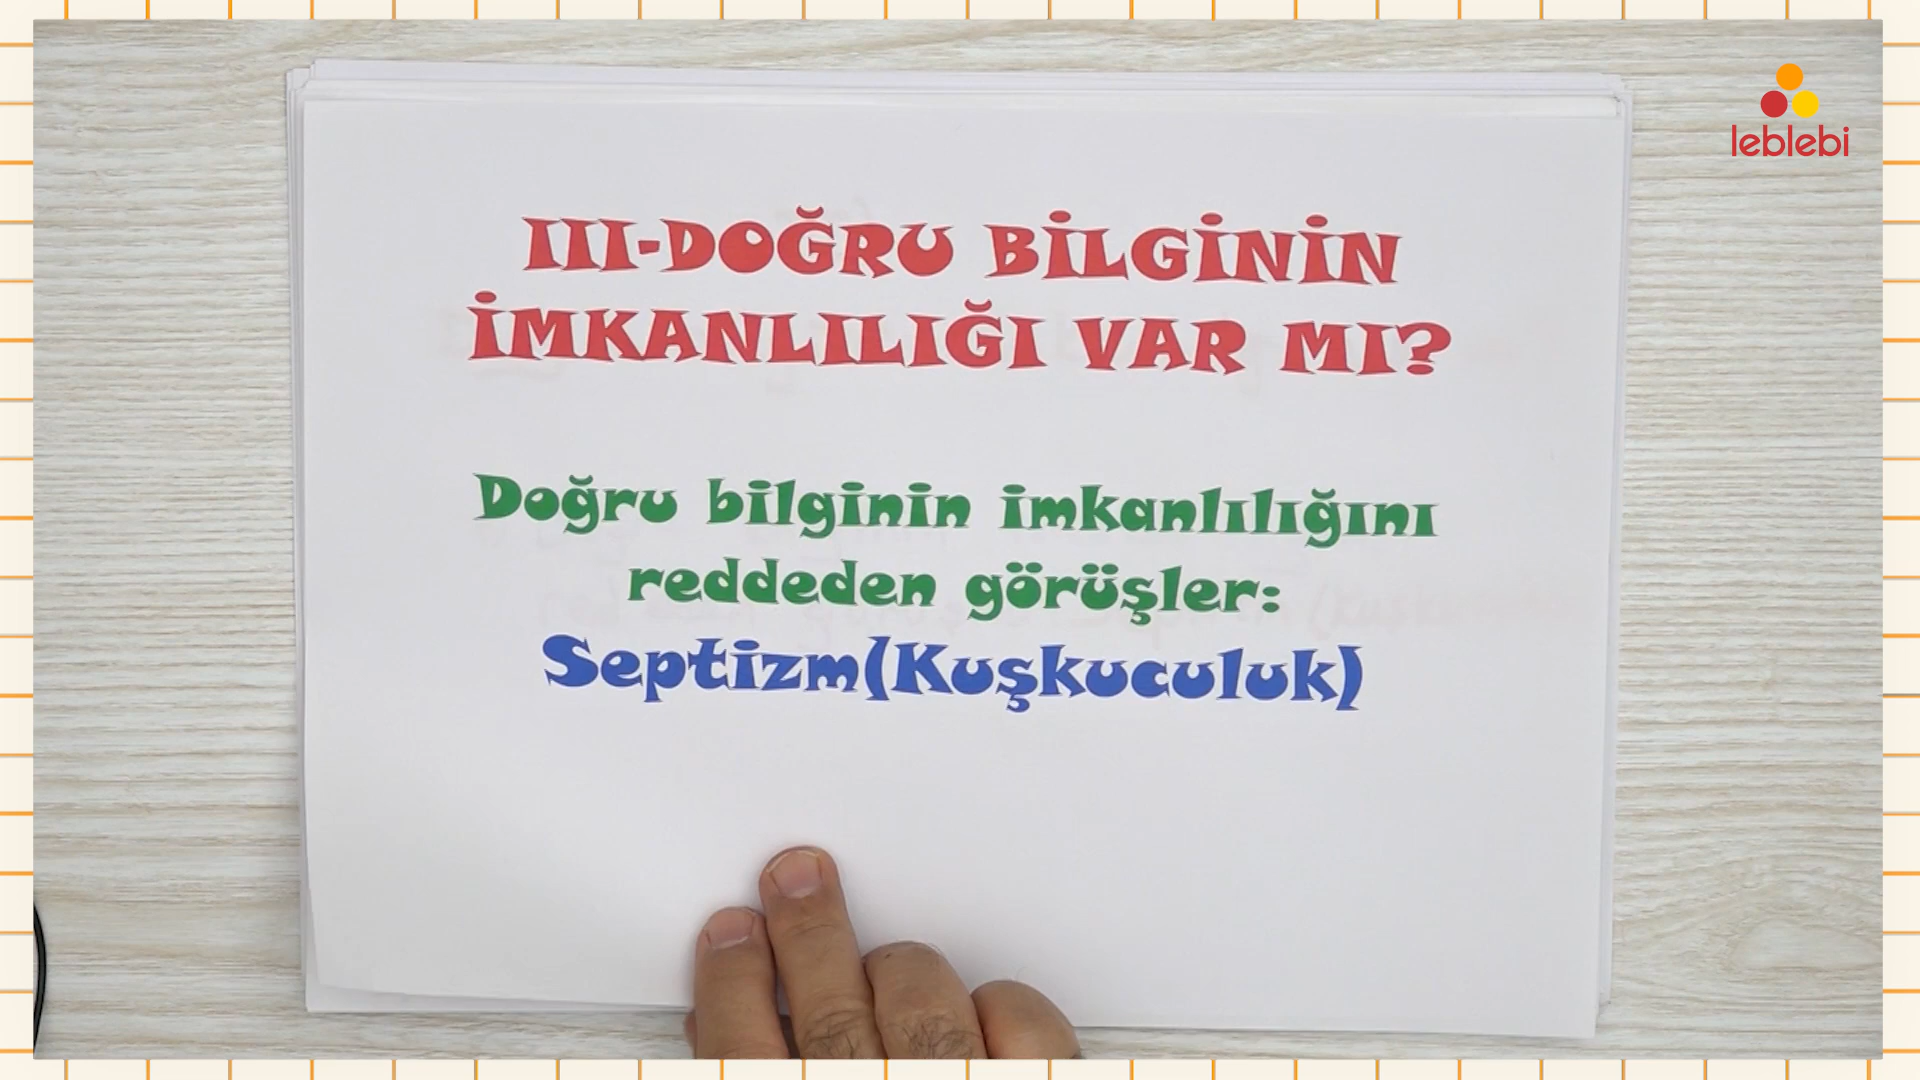 leblebi
III-DOĞRU BİLGİNİN
İMKANLILIĞI VAR MI?
Doğru bilginin imkanlılığını
reddeden görüşler:
Septizm(Kuşkuculuk)